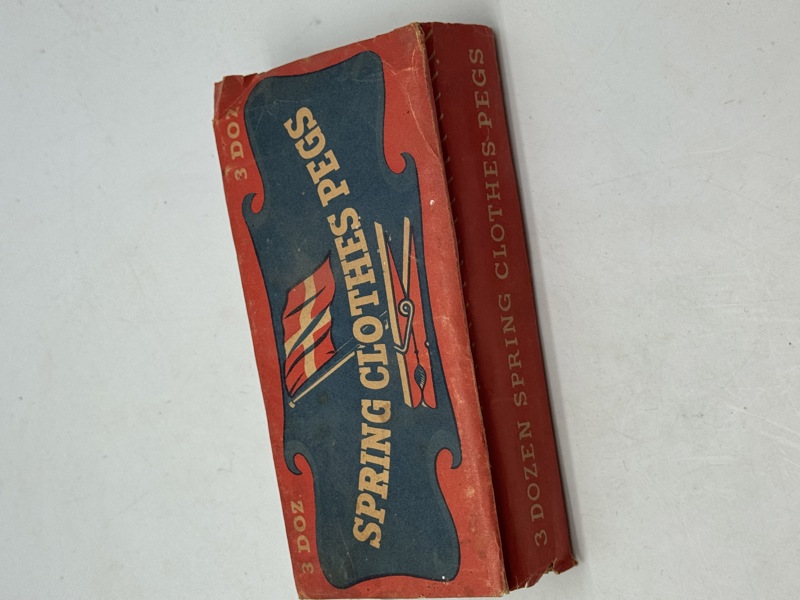 3 DOZ.
3 DOZ
SPRING CLOTHES PEGS
3 DOZEN SPRING CLOTHES PEGS